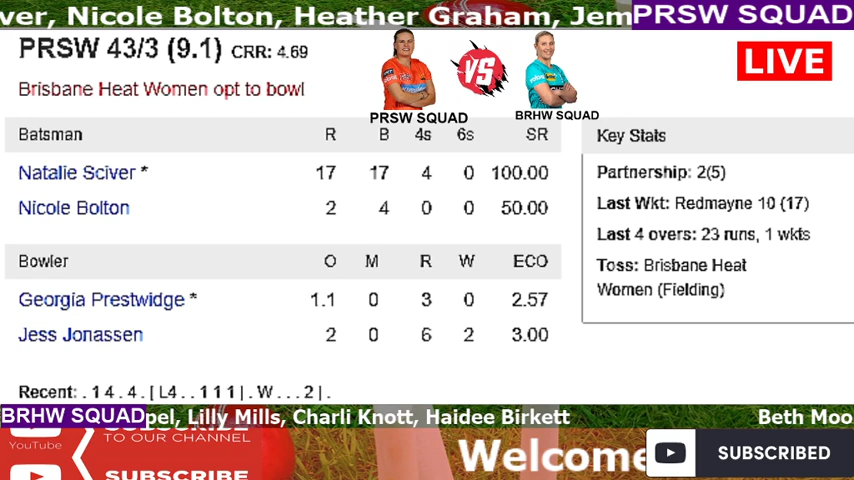 ver, Nicole Bolton, Heather Graham, Jem PRSW SQUAD
PRSW 43/3 (9.1) CRR: 4.69
Brisbane Heat Women opt to bowl
VS
LIVE
PRSW SQUAD BRHW SQUAD
Batsman R B 4s 6s SR
Natalie Sciver * 17 17 4 0 100.00
Nicole Bolton 2 4 0 0 50.00
Bowler O M R W ECO
Georgia Prestwidge * 1.1 0 3 0 2.57
Jess Jonassen 2 0 6 2 3.00
Key Stats
Partnership: 2(5)
Last Wkt: Redmayne 10 (17)
Last 4 overs: 23 runs, 1 wkts
Toss: Brisbane Heat
Women (Fielding)
Recent: . 1 4 . 4 . [ L4 . . 1 1 1 | . W . . . 2 | .
BRHW SQUAD pel, Lilly Mills, Charli Knott, Haidee Birkett Beth Moo
YouTube
SUBSCRIBE
TO OUR CHANNEL
SUBSCRIBE
Welcome
SUBSCRIBED